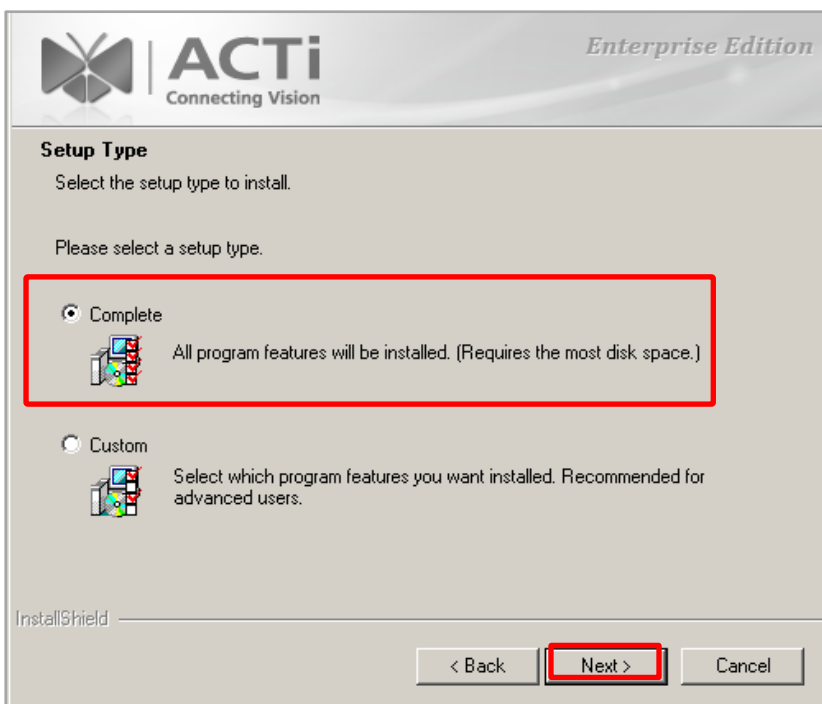 ACTi
Connecting Vision
Enterprise Edition
Setup Type
Select the setup type to install.
Please select a setup type.
Complete
All program features will be installed. (Requires the most disk space.)
Custom
Select which program features you want installed. Recommended for
advanced users.
InstallShield
< Back
Next >
Cancel